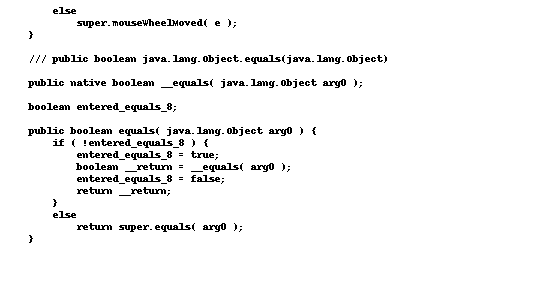 else
super.mouseWheelMoved( e );
}
/// public boolean java.lang.Object.equals(java.lang.Object)
public native boolean __equals( java.lang.Object arg0 );
boolean entered_equals_8;
public boolean equals( java.lang.Object arg0 ) {
if ( !entered_equals_8 ) {
entered_equals_8 = true;
boolean __return = __equals( arg0 );
entered_equals_8 = false;
return __return;
}
else
return super.equals( arg0 );
}